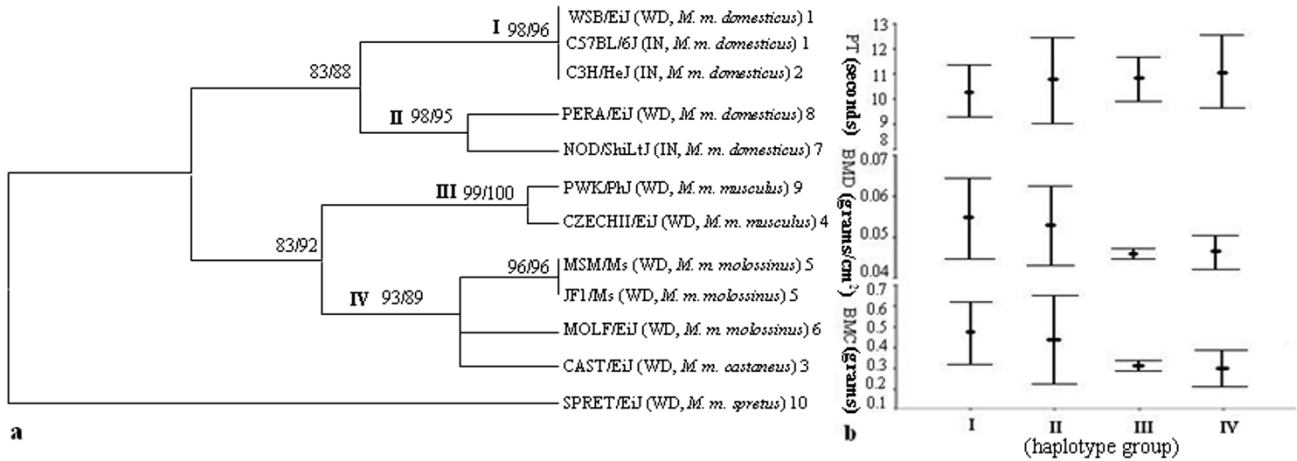 I 98/96
WSB/EiJ (WD, M. m. domesticus) 1
C57BL/6J (IN, M. m. domesticus) 1
C3H/HeJ (IN, M. m. domesticus) 2
83/88
II 98/95
PERA/EiJ (WD, M. m. domesticus) 8
NOD/ShiLtJ (IN, M. m. domesticus) 7
III 99/100
PWK/PhJ (WD, M. m. musculus) 9
CZECHII/EiJ (WD, M. m. musculus) 4
83/92
96/96
MSM/Ms (WD, M. m. molossinus) 5
JF1/Ms (WD, M. m. molossinus) 5
IV 93/89
MOLF/EiJ (WD, M. m. molossinus) 6
CAST/EiJ (WD, M. m. castaneus) 3
SPRET/EiJ (WD, M. m. spretus) 10
a
PT (seconds)
13
12
11
10
9
8
BMD (grams/cm²)
0.07
0.06
0.05
0.04
BMC (grams)
0.7
0.6
0.5
0.4
0.3
0.2
0.1
b
I II III IV
(haplotype group)